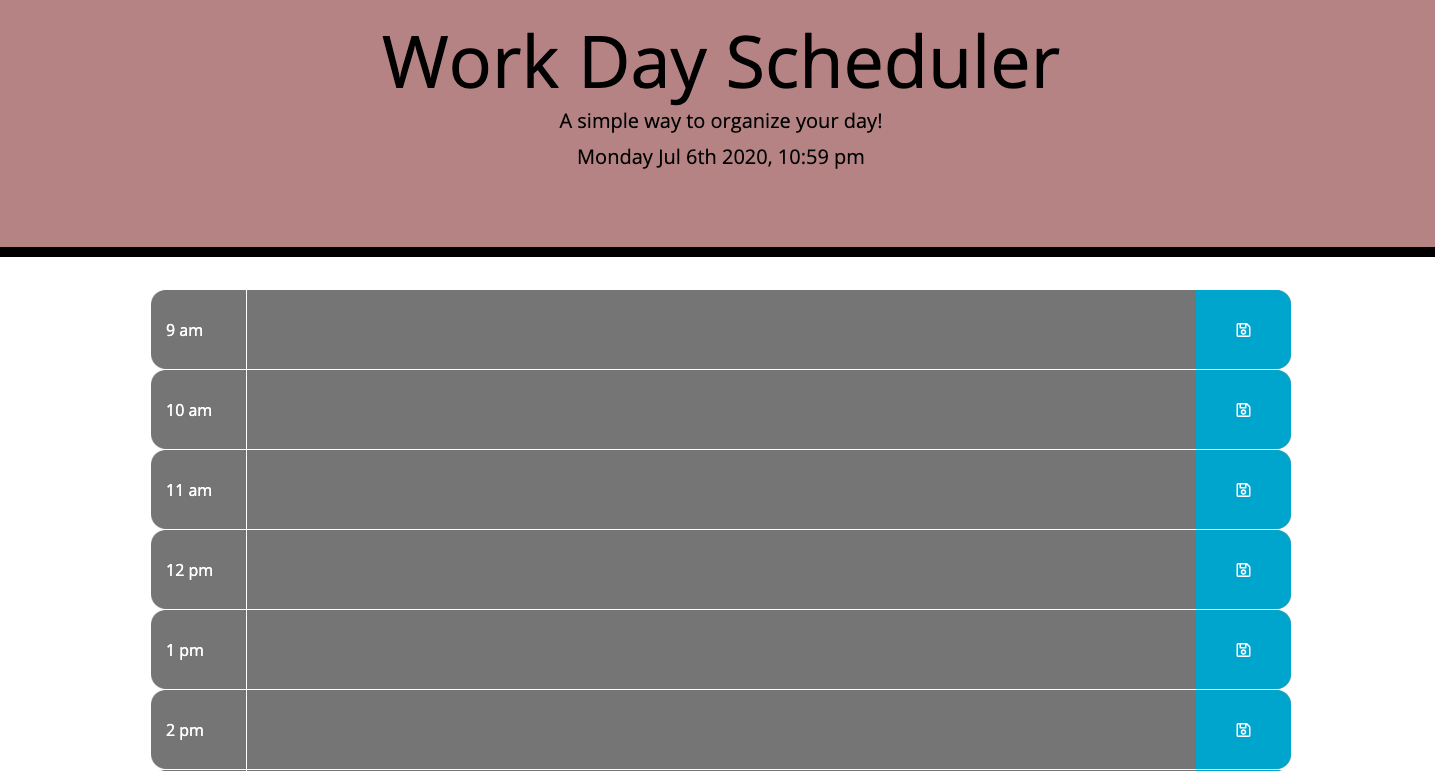 Work Day Scheduler
A simple way to organize your day!
Monday Jul 6th 2020, 10:59 pm
9 am
10 am
11 am
12 pm
1 pm
2 pm